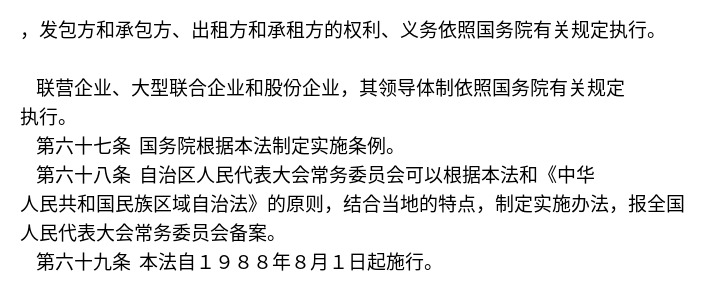 ，发包方和承包方、出租方和承租方的权利、义务依照国务院有关规定执行。
联营企业、大型联合企业和股份企业，其领导体制依照国务院有关规定
执行。
第六十七条 国务院根据本法制定实施条例。
第六十八条 自治区人民代表大会常务委员会可以根据本法和《中华
人民共和国民族区域自治法》的原则，结合当地的特点，制定实施办法，报全国
人民代表大会常务委员会备案。
第六十九条 本法自１９８８年８月１日起施行。